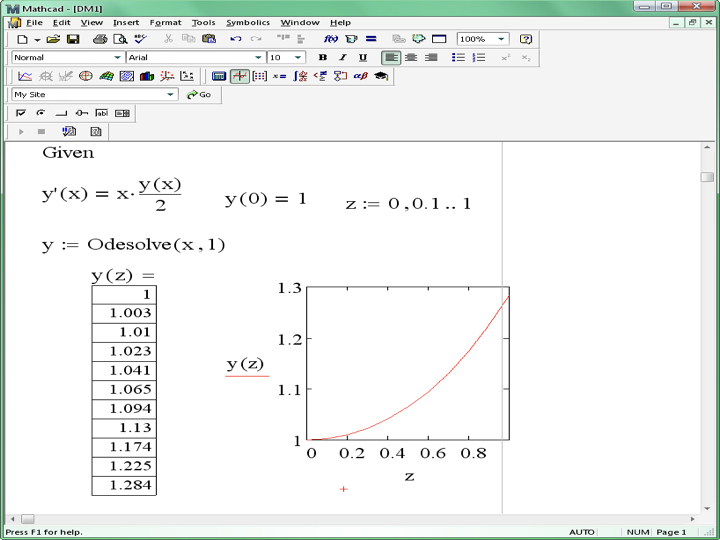 Mathcad - [DM1]
File Edit View Insert Format Tools Symbolics Window Help
100%
Normal Arial 10 B I U
My Site Go
Given
y'(x) = x· y(x)/2 y(0) = 1 z := 0 , 0.1 .. 1
y := Odesolve(x , 1)
y(z) =
1
1.003
1.01
1.023
1.041
1.065
1.094
1.13
1.174
1.225
1.284
1.3
1.2
y(z)
1.1
1
0 0.2 0.4 0.6 0.8
z
Press F1 for help. AUTO NUM Page 1